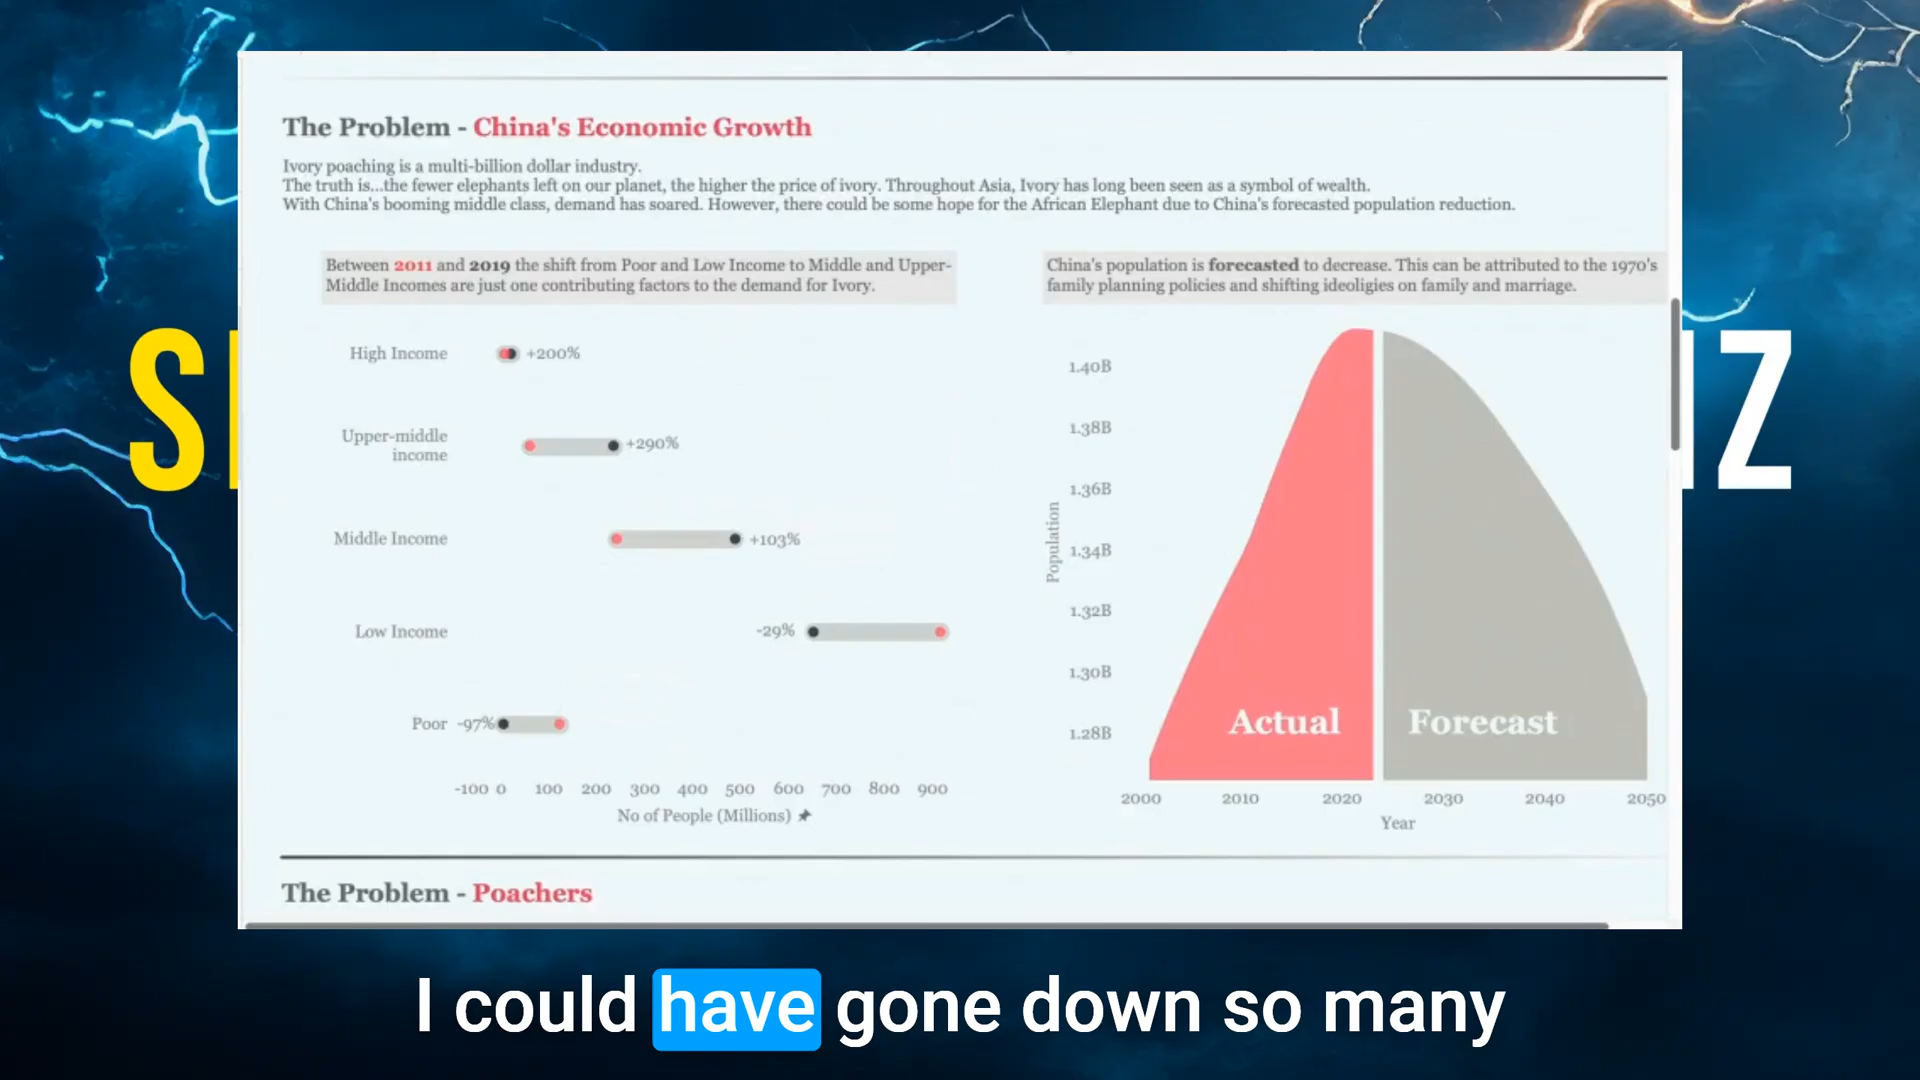 The Problem - China's Economic Growth
Ivory poaching is a multi-billion dollar industry.
The truth is...the fewer elephants left on our planet, the higher the price of ivory. Throughout Asia, Ivory has long been seen as a symbol of wealth.
With China's booming middle class, demand has soared. However, there could be some hope for the African Elephant due to China's forecasted population reduction.
Between 2011 and 2019 the shift from Poor and Low Income to Middle and Upper-
Middle Incomes are just one contributing factors to the demand for Ivory.
High Income +200%
Upper-middle
income
+290%
Middle Income +103%
Low Income -29%
Poor -97%
-100 0 100 200 300 400 500 600 700 800 900
No of People (Millions)
China's population is forecasted to decrease. This can be attributed to the 1970's
family planning policies and shifting ideoligies on family and marriage.
1.40B
1.38B
1.36B
1.34B
1.32B
1.30B
1.28B
Population
Actual Forecast
2000 2010 2020 2030 2040 2050
Year
The Problem - Poachers
S
Z
I could have gone down so many